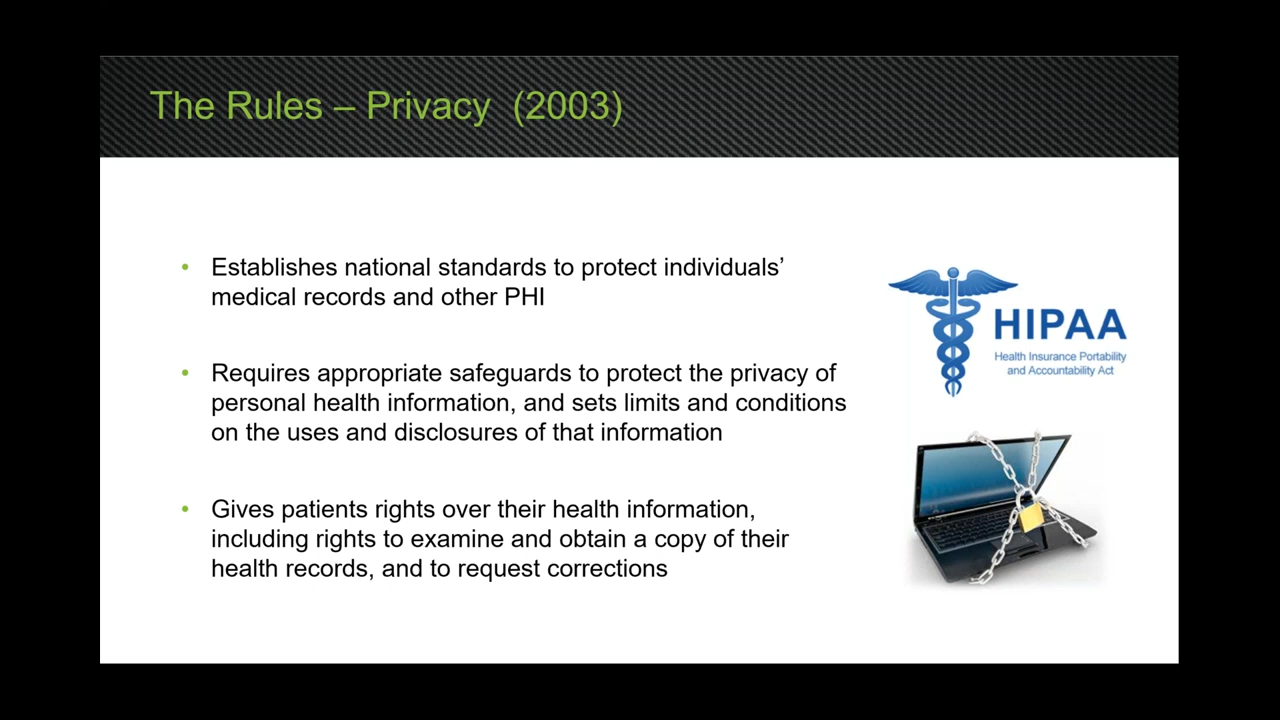 The Rules – Privacy (2003)
• Establishes national standards to protect individuals’
medical records and other PHI
• Requires appropriate safeguards to protect the privacy of
personal health information, and sets limits and conditions
on the uses and disclosures of that information
• Gives patients rights over their health information,
including rights to examine and obtain a copy of their
health records, and to request corrections
HIPAA
Health Insurance Portability
and Accountability Act